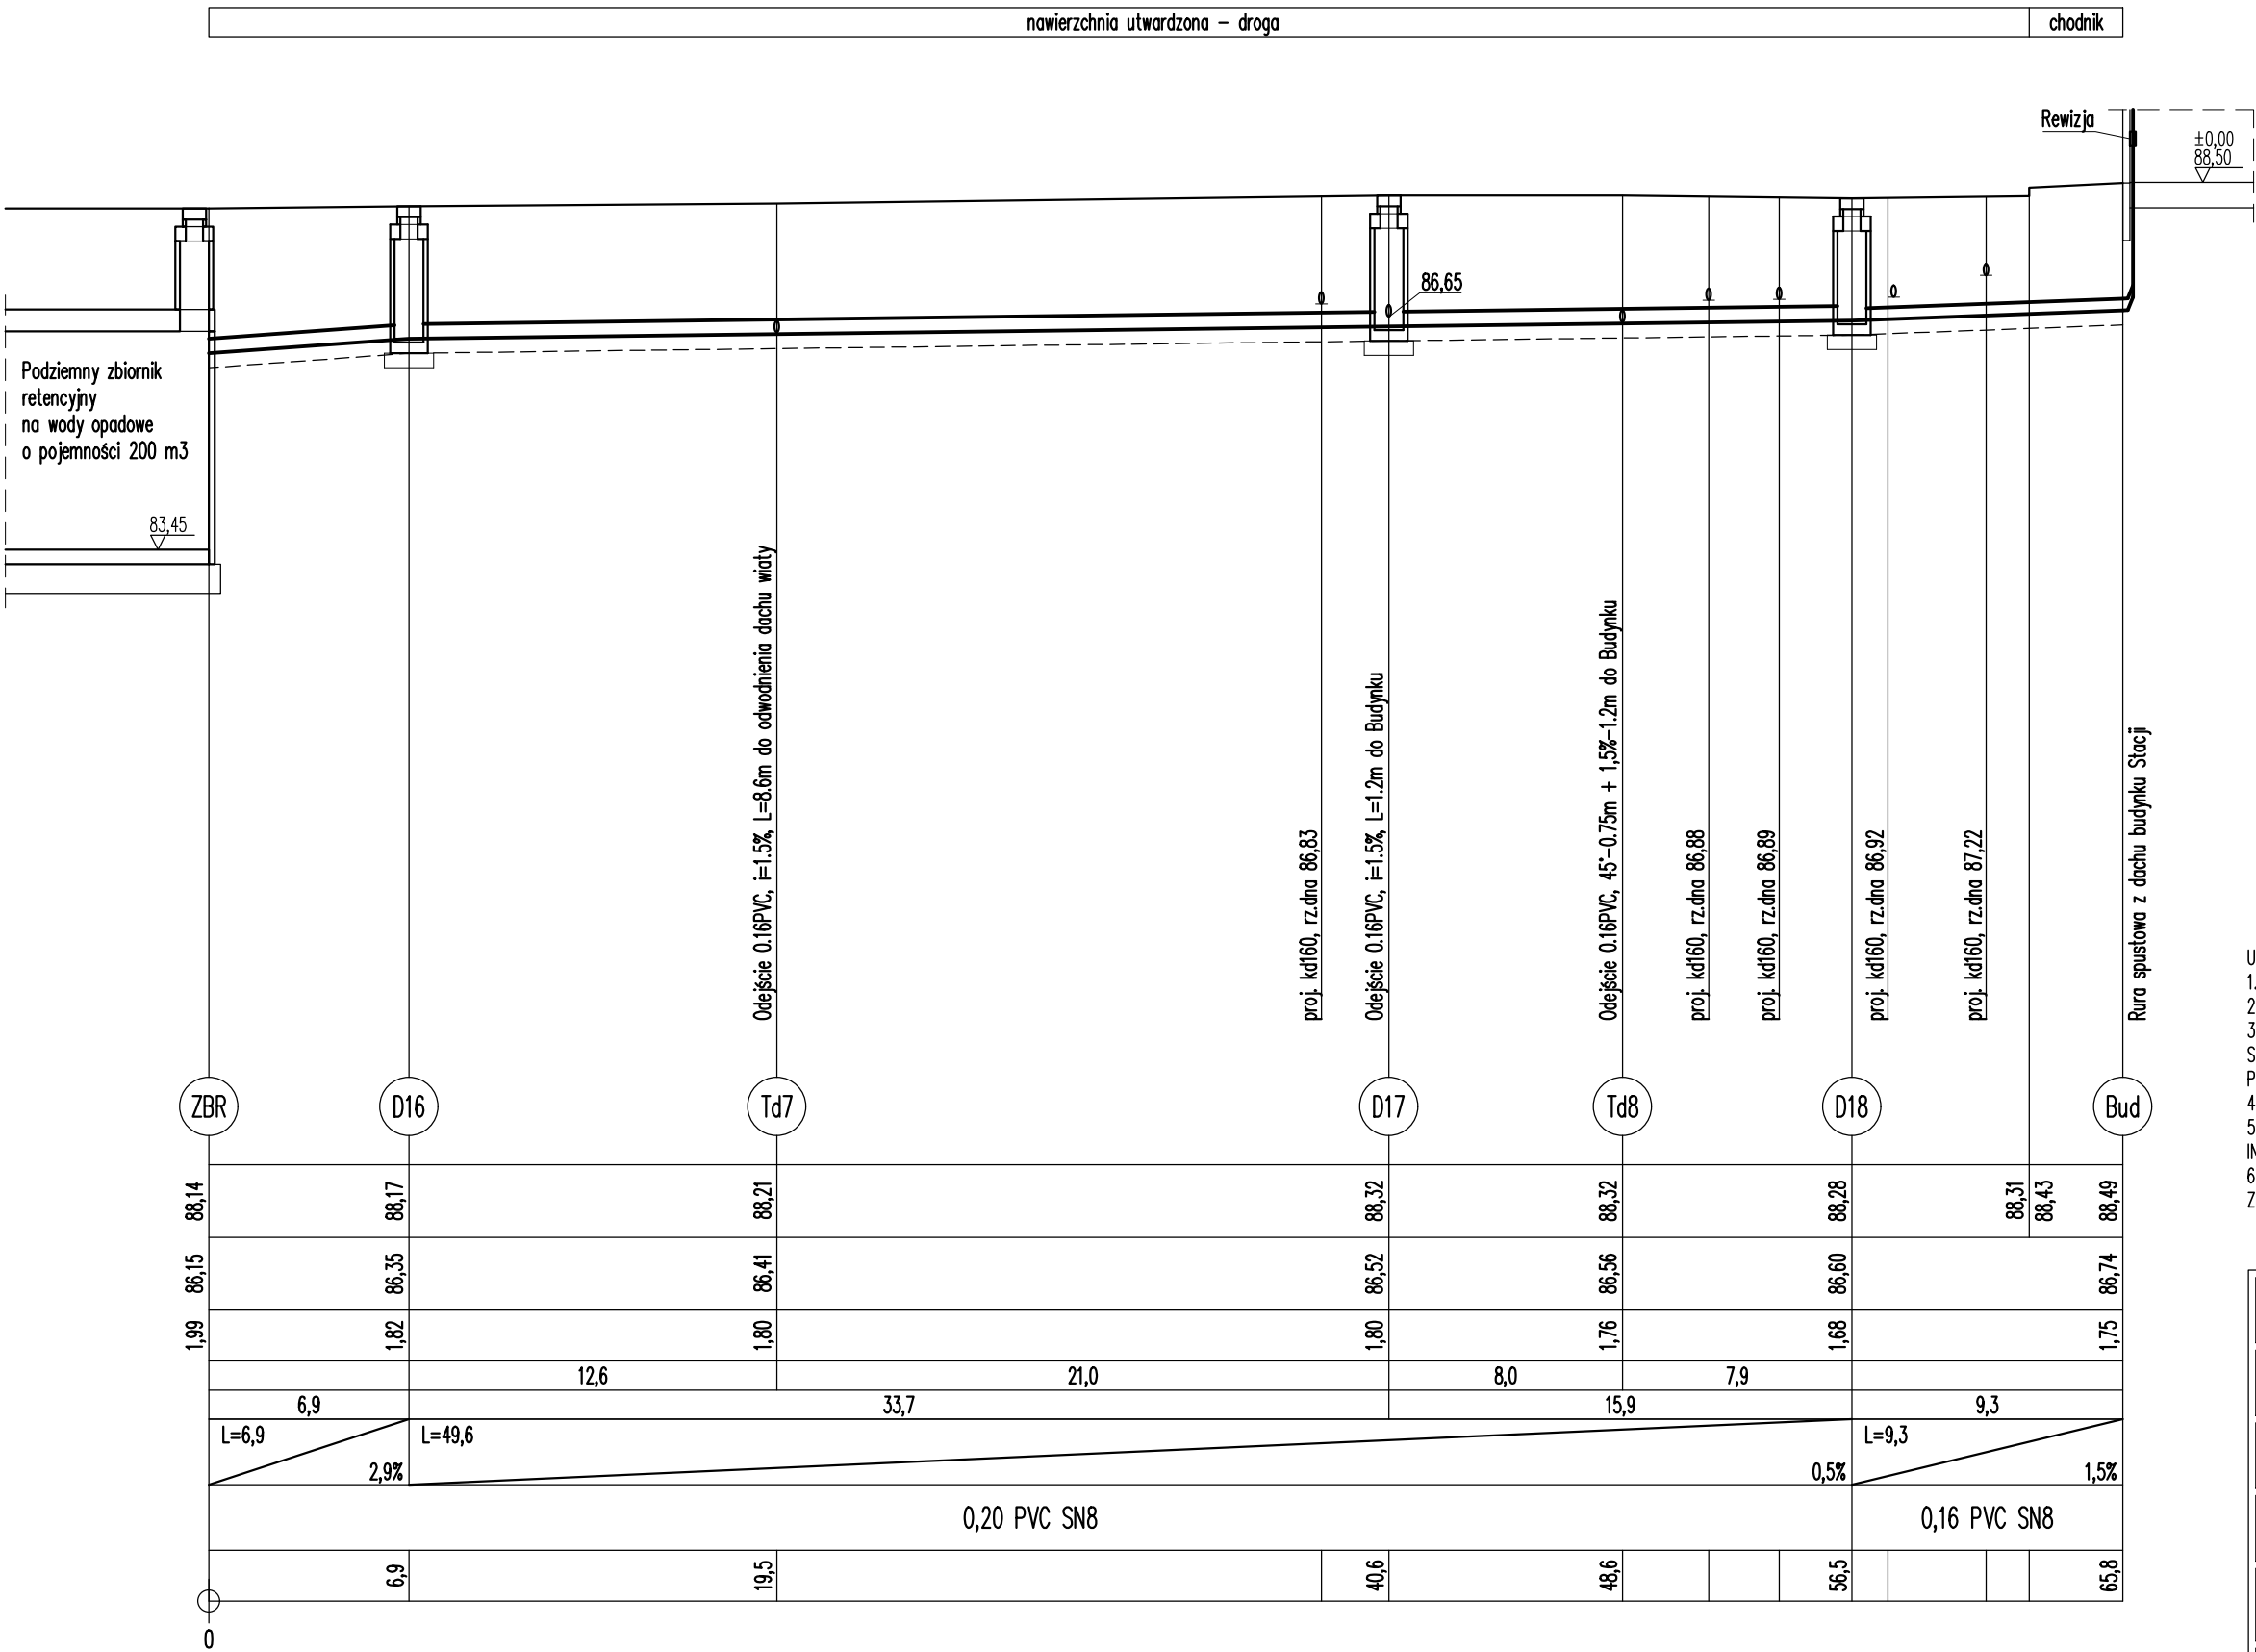 nawierzchnia utwardzona – droga
chodnik
Rewizja
±0,00
88,50
86,65
Podziemny zbiornik
retencyjny
na wody opadowe
o pojemności 200 m3
83,45
Odejście 0.16PVC, i=1.5%, L=8.6m do odwodnienia dachu wiaty
proj. kd160, rz.dna 86,83
Odejście 0.16PVC, i=1.5%, L=1.2m do Budynku
Odejście 0.16PVC, 45°-0.75m + 1,5%-1.2m do Budynku
proj. kd160, rz.dna 86,88
proj. kd160, rz.dna 86,89
proj. kd160, rz.dna 86,92
proj. kd160, rz.dna 87,22
Rura spustowa z dachu budynku Stacji
U
1.
2
3
S
P
4
5
IN
6
Z
ZBR D16 Td7 D17 Td8 D18 Bud
88,14 88,17 88,21 88,32 88,32 88,28 88,31 88,43 88,49
86,15 86,35 86,41 86,52 86,56 86,60 86,74
1,99 1,82 1,80 1,80 1,76 1,68 1,75
12,6 21,0 8,0 7,9
6,9 33,7 15,9 9,3
L=6,9 L=49,6 L=9,3
2,9% 0,5% 1,5%
0,20 PVC SN8 0,16 PVC SN8
6,9 19,5 40,6 48,6 56,5 65,8
0